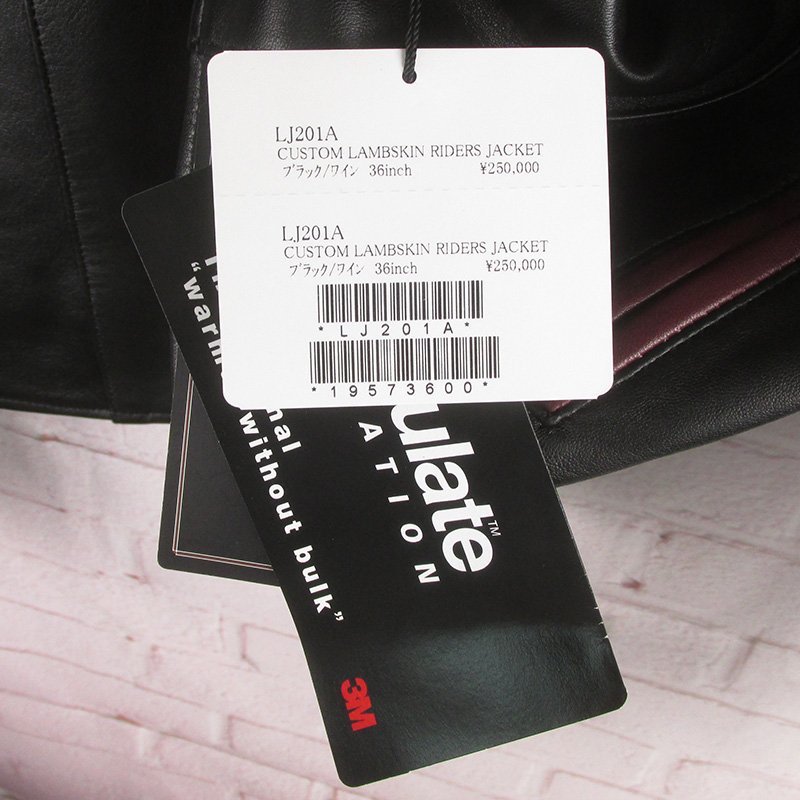 LJ201A
CUSTOM LAMBSKIN RIDERS JACKET
ブラック/ワイン 36inch ¥250,000
LJ201A
CUSTOM LAMBSKIN RIDERS JACKET
ブラック/ワイン 36inch ¥250,000
*LJ201A*
*19573600*
ulate™
ATION
nal
"warm
without bulk"
3M